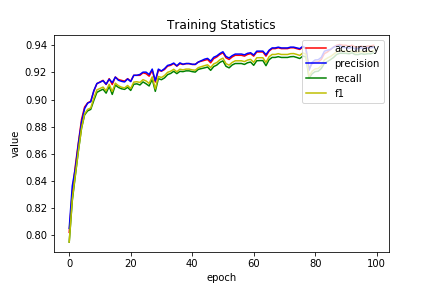 Training Statistics
accuracy
precision
recall
f1
value
0.94
0.92
0.90
0.88
0.86
0.84
0.82
0.80
0
20
40
60
80
100
epoch